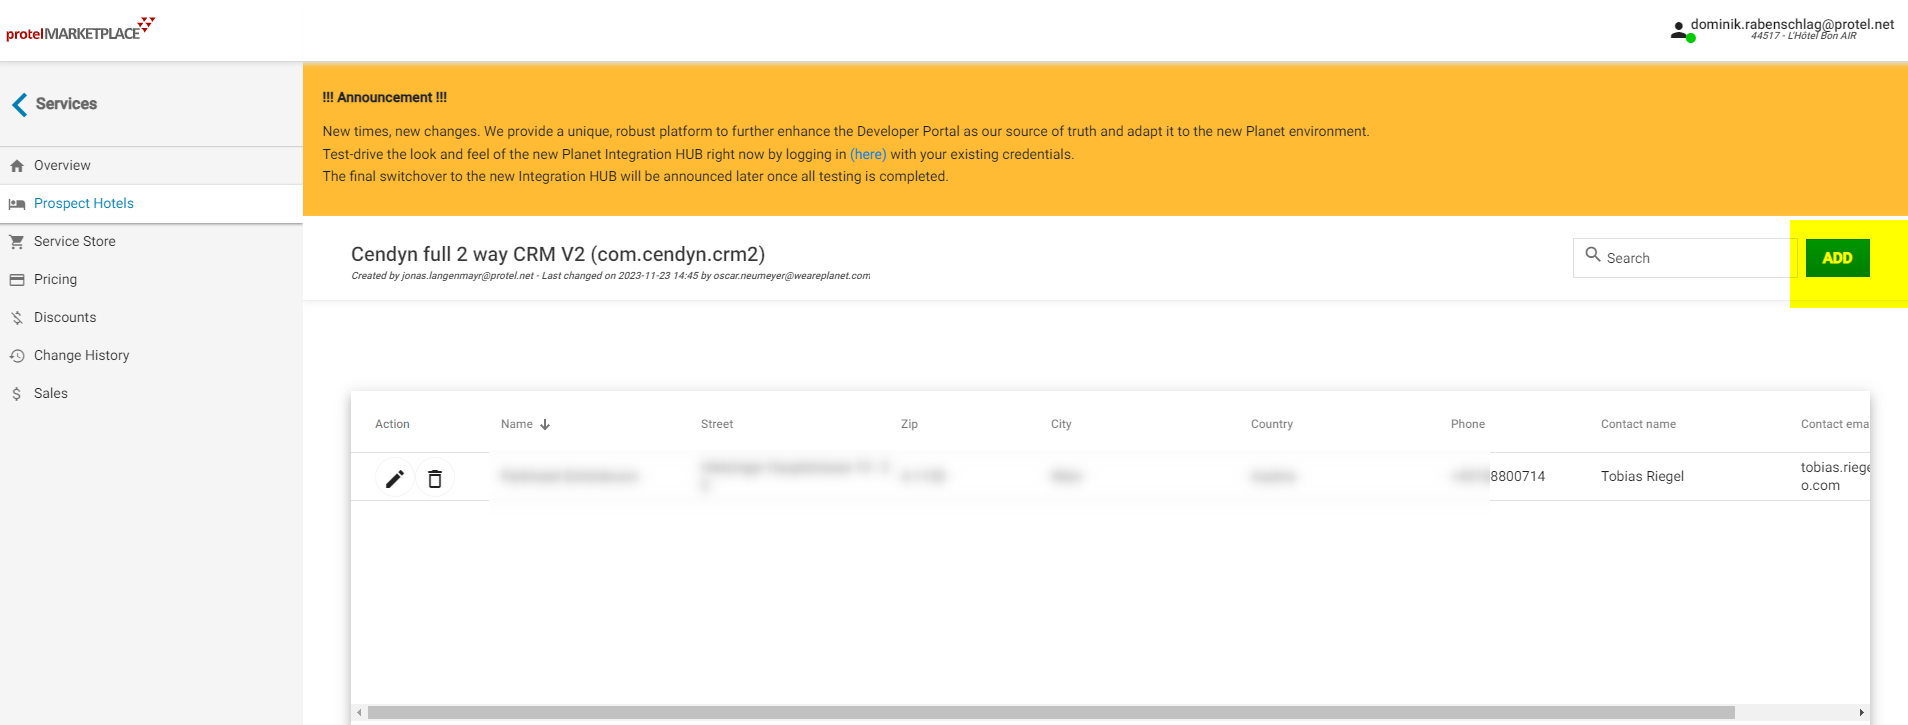 protelMARKETPLACE
dominik.rabenschlag@protel.net
44517 - L'Hôtel Bon AIR
Services
Overview
Prospect Hotels
Service Store
Pricing
Discounts
Change History
Sales
!!! Announcement !!!
New times, new changes. We provide a unique, robust platform to further enhance the Developer Portal as our source of truth and adapt it to the new Planet environment.
Test-drive the look and feel of the new Planet Integration HUB right now by logging in (here) with your existing credentials.
The final switchover to the new Integration HUB will be announced later once all testing is completed.
Cendyn full 2 way CRM V2 (com.cendyn.crm2)
Created by jonas.langenmayr@protel.net - Last changed on 2023-11-23 14:45 by oscar.neumeyer@weareplanet.com
Search
ADD
Action Name Street Zip City Country Phone Contact name Contact ema
8800714 Tobias Riegel tobias.riege
o.com